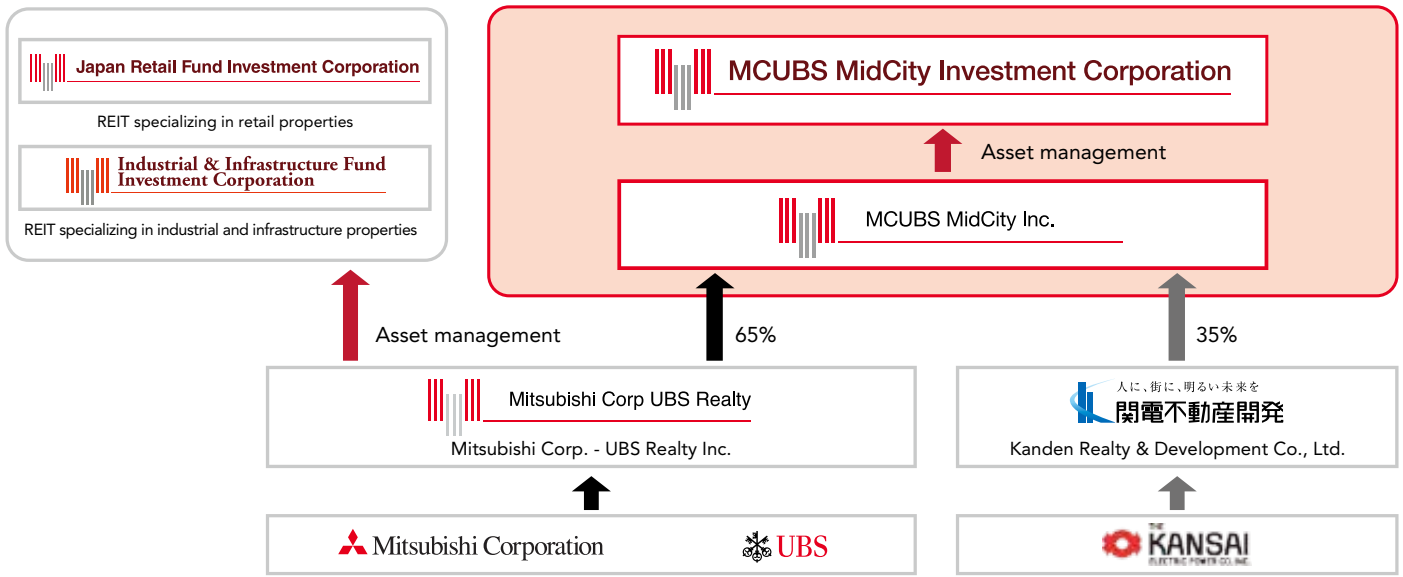 Japan Retail Fund Investment Corporation
REIT specializing in retail properties
Industrial & Infrastructure Fund
Investment Corporation
REIT specializing in industrial and infrastructure properties
MCUBS MidCity Investment Corporation
Asset management
MCUBS MidCity Inc.
Asset management
65%
35%
Mitsubishi Corp UBS Realty
Mitsubishi Corp. - UBS Realty Inc.
人に、街に、明るい未来を
関電不動産開発
Kanden Realty & Development Co., Ltd.
Mitsubishi Corporation
UBS
THE
KANSAI
ELECTRIC POWER CO., INC.